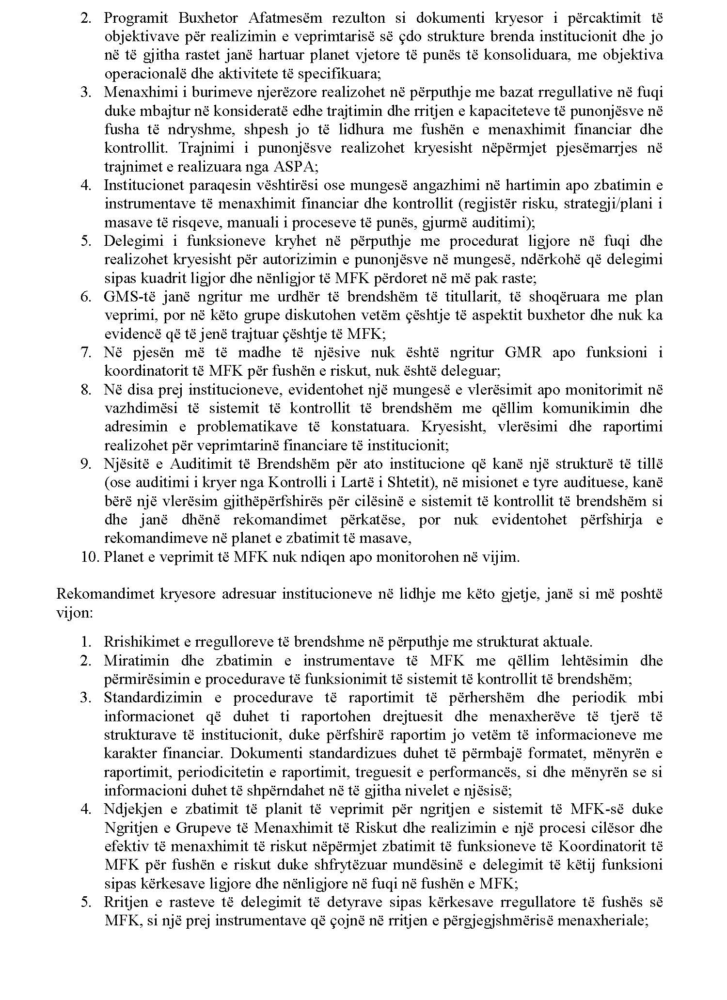 2. Programit Buxhetor Afatmesëm rezulton si dokumenti kryesor i përcaktimit të
objektivave për realizimin e veprimtarisë së çdo strukture brenda institucionit dhe jo
në të gjitha rastet janë hartuar planet vjetore të punës të konsoliduara, me objektiva
operacionalë dhe aktivitete të specifikuara;
3. Menaxhimi i burimeve njerëzore realizohet në përputhje me bazat rregullative në fuqi
duke mbajtur në konsideratë edhe trajtimin dhe rritjen e kapaciteteve të punonjësve në
fusha të ndryshme, shpesh jo të lidhura me fushën e menaxhimit financiar dhe
kontrollit. Trajnimi i punonjësve realizohet kryesisht nëpërmjet pjesëmarrjes në
trajnimet e realizuara nga ASPA;
4. Institucionet paraqesin vështirësi ose mungesë angazhimi në hartimin apo zbatimin e
instrumentave të menaxhimit financiar dhe kontrollit (regjistër risku, strategji/plani i
masave të risqeve, manuali i proceseve të punës, gjurmë auditimi);
5. Delegimi i funksioneve kryhet në përputhje me procedurat ligjore në fuqi dhe
realizohet kryesisht për autorizimin e punonjësve në mungesë, ndërkohë që delegimi
sipas kuadrit ligjor dhe nënligjor të MFK përdoret në më pak raste;
6. GMS-të janë ngritur me urdhër të brendshëm të titullarit, të shoqëruara me plan
veprimi, por në këto grupe diskutohen vetëm çështje të aspektit buxhetor dhe nuk ka
evidencë që të jenë trajtuar çështje të MFK;
7. Në pjesën më të madhe të njësive nuk është ngritur GMR apo funksioni i
koordinatorit të MFK për fushën e riskut, nuk është deleguar;
8. Në disa prej institucioneve, evidentohet një mungesë e vlerësimit apo monitorimit në
vazhdimësi të sistemit të kontrollit të brendshëm me qëllim komunikimin dhe
adresimin e problematikave të konstatuara. Kryesisht, vlerësimi dhe raportimi
realizohet për veprimtarinë financiare të institucionit;
9. Njësitë e Auditimit të Brendshëm për ato institucione që kanë një strukturë të tillë
(ose auditimi i kryer nga Kontrolli i Lartë i Shtetit), në misionet e tyre audituese, kanë
bërë një vlerësim gjithëpërfshirës për cilësinë e sistemit të kontrollit të brendshëm si
dhe janë dhënë rekomandimet përkatëse, por nuk evidentohet përfshirja e
rekomandimeve në planet e zbatimit të masave,
10. Planet e veprimit të MFK nuk ndiqen apo monitorohen në vijim.
Rekomandimet kryesore adresuar institucioneve në lidhje me këto gjetje, janë si më poshtë
vijon:
1. Rrishikimet e rregulloreve të brendshme në përputhje me strukturat aktuale.
2. Miratimin dhe zbatimin e instrumentave të MFK me qëllim lehtësimin dhe
përmirësimin e procedurave të funksionimit të sistemit të kontrollit të brendshëm;
3. Standardizimin e procedurave të raportimit të përhershëm dhe periodik mbi
informacionet që duhet ti raportohen drejtuesit dhe menaxherëve të tjerë të
strukturave të institucionit, duke përfshirë raportim jo vetëm të informacioneve me
karakter financiar. Dokumenti standardizues duhet të përmbajë formatet, mënyrën e
raportimit, periodicitetin e raportimit, treguesit e performancës, si dhe mënyrën se si
informacioni duhet të shpërndahet në të gjitha nivelet e njësisë;
4. Ndjekjen e zbatimit të planit të veprimit për ngritjen e sistemit të MFK-së duke
Ngritjen e Grupeve të Menaxhimit të Riskut dhe realizimin e një procesi cilësor dhe
efektiv të menaxhimit të riskut nëpërmjet zbatimit të funksioneve të Koordinatorit të
MFK për fushën e riskut duke shfrytëzuar mundësinë e delegimit të këtij funksioni
sipas kërkesave ligjore dhe nënligjore në fuqi në fushën e MFK;
5. Rritjen e rasteve të delegimit të detyrave sipas kërkesave rregullatore të fushës së
MFK, si një prej instrumentave që çojnë në rritjen e përgjegjshmërisë menaxheriale;